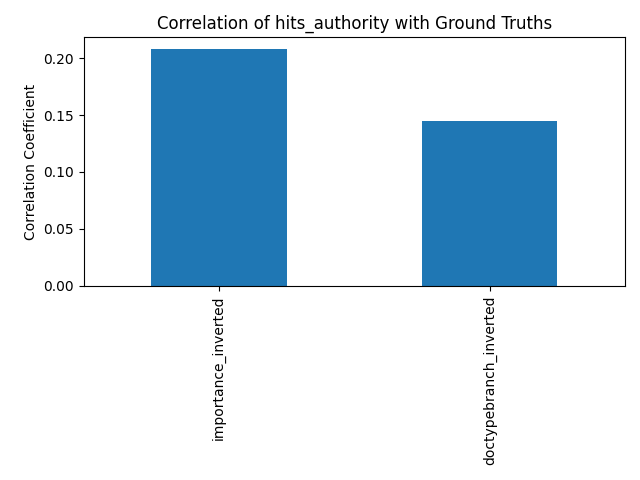 Correlation of hits_authority with Ground Truths
Correlation Coefficient
0.20
0.15
0.10
0.05
0.00
importance_inverted
doctypebranch_inverted